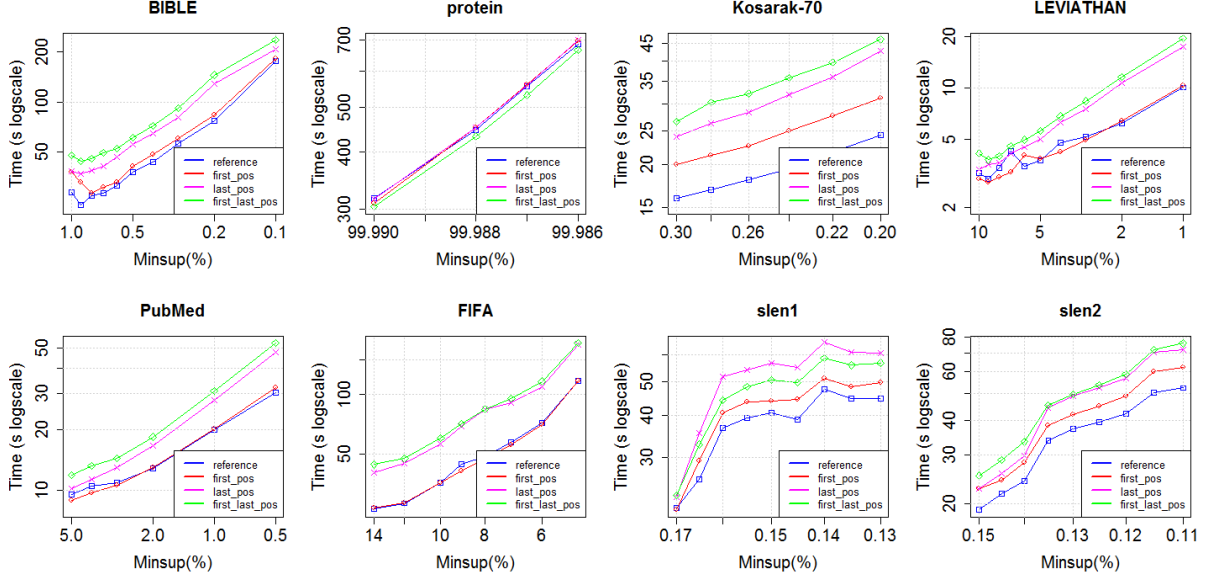 BIBLE
Time (s logscale)
200
100
50
1.0 0.5 0.2 0.1
Minsup(%)
reference
first_pos
last_pos
first_last_pos
protein
Time (s logscale)
700
500
400
300
99.990 99.988 99.986
Minsup(%)
reference
first_pos
last_pos
first_last_pos
Kosarak-70
Time (s logscale)
45
35
25
20
15
0.30 0.26 0.22 0.20
Minsup(%)
reference
first_pos
last_pos
first_last_pos
LEVIATHAN
Time (s logscale)
20
10
5
2
10 5 2 1
Minsup(%)
reference
first_pos
last_pos
first_last_pos
PubMed
Time (s logscale)
50
30
20
10
5.0 2.0 1.0 0.5
Minsup(%)
reference
first_pos
last_pos
first_last_pos
FIFA
Time (s logscale)
100
50
14 10 8 6
Minsup(%)
reference
first_pos
last_pos
first_last_pos
slen1
Time (s logscale)
50
40
30
0.17 0.15 0.14 0.13
Minsup(%)
reference
first_pos
last_pos
first_last_pos
slen2
Time (s logscale)
80
60
50
40
30
20
0.15 0.13 0.12 0.11
Minsup(%)
reference
first_pos
last_pos
first_last_pos